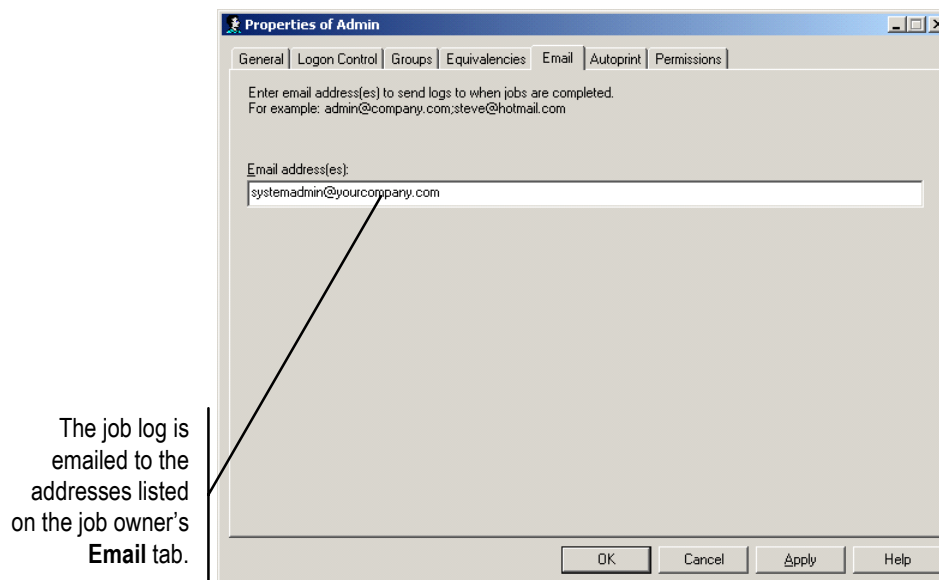 Properties of Admin
General Logon Control Groups Equivalencies Email Autoprint Permissions
Enter email address(es) to send logs to when jobs are completed.
For example: admin@company.com;steve@hotmail.com
Email address(es):
systemadmin@yourcompany.com
The job log is
emailed to the
addresses listed
on the job owner's
Email tab.
OK Cancel Apply Help